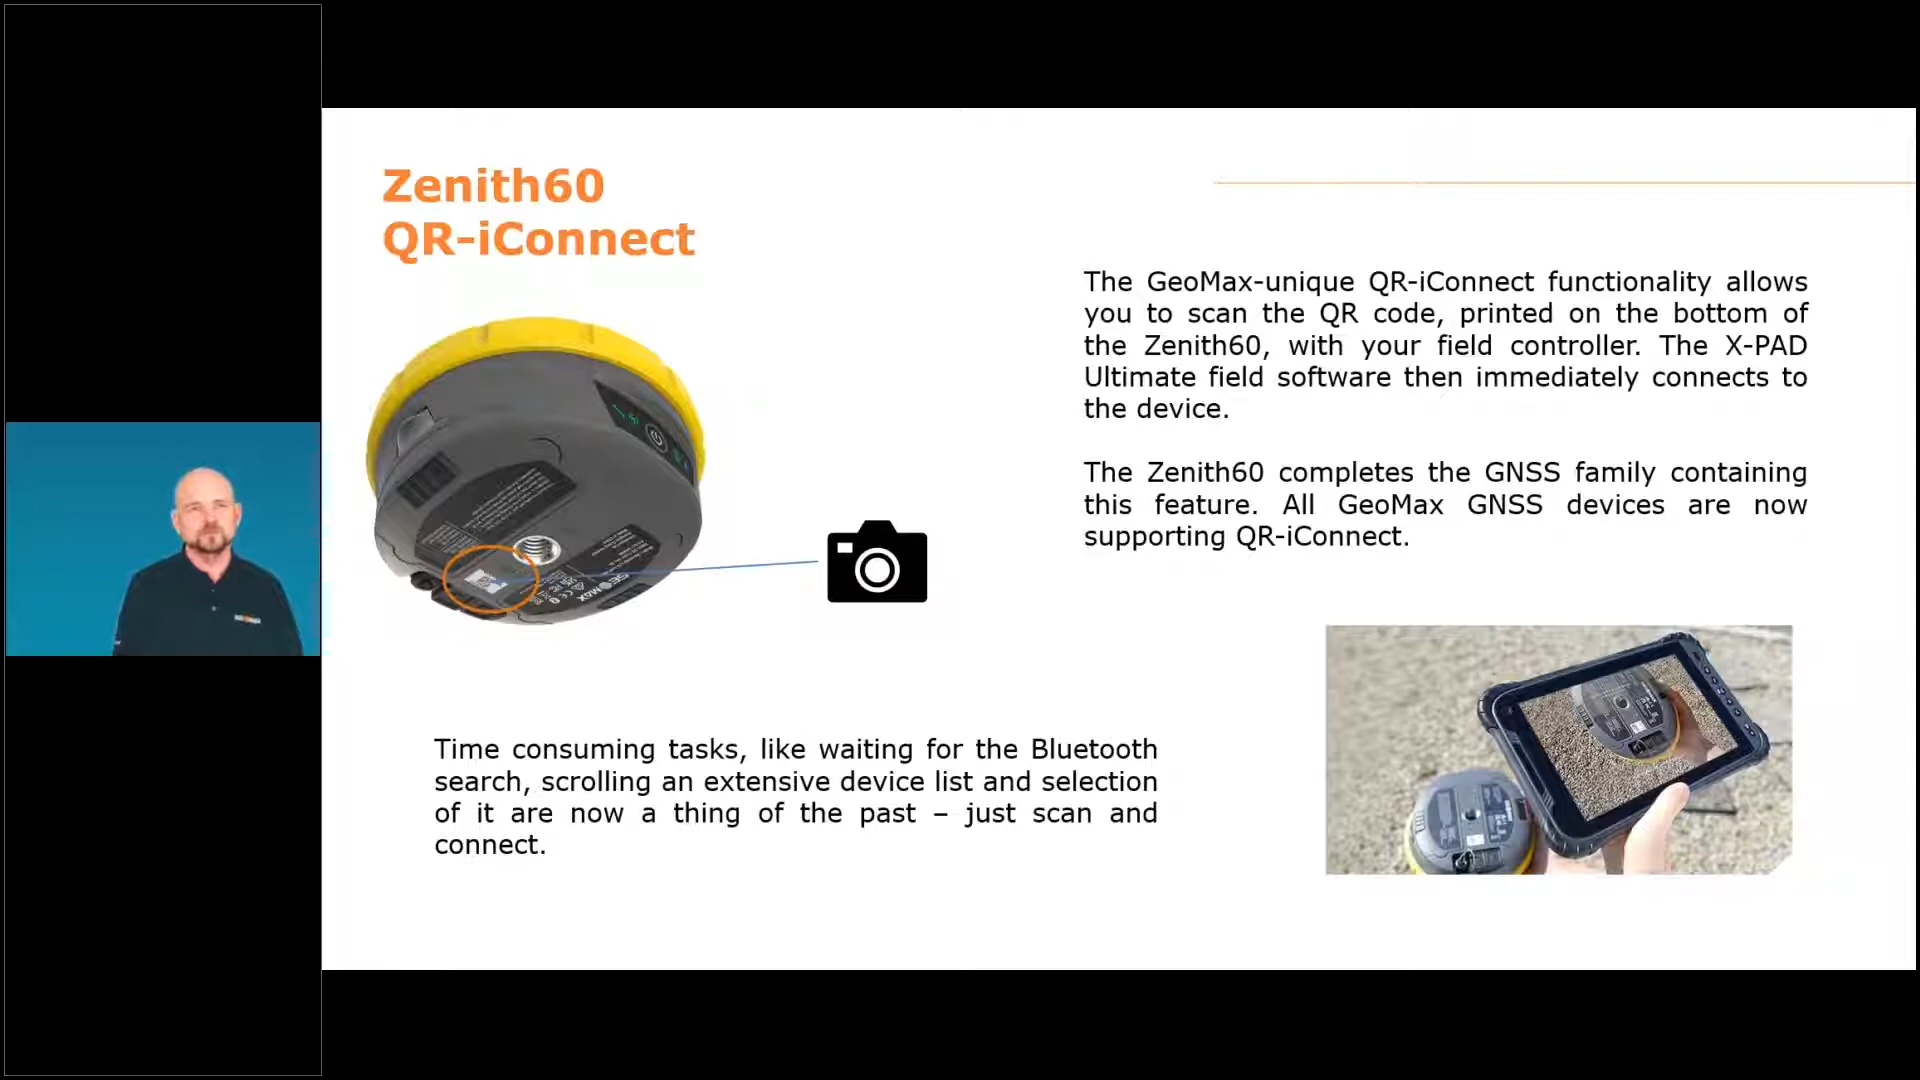 Zenith60
QR-iConnect
The GeoMax-unique QR-iConnect functionality allows
you to scan the QR code, printed on the bottom of
the Zenith60, with your field controller. The X-PAD
Ultimate field software then immediately connects to
the device.
The Zenith60 completes the GNSS family containing
this feature. All GeoMax GNSS devices are now
supporting QR-iConnect.
GEOMAX
Time consuming tasks, like waiting for the Bluetooth
search, scrolling an extensive device list and selection
of it are now a thing of the past – just scan and
connect.